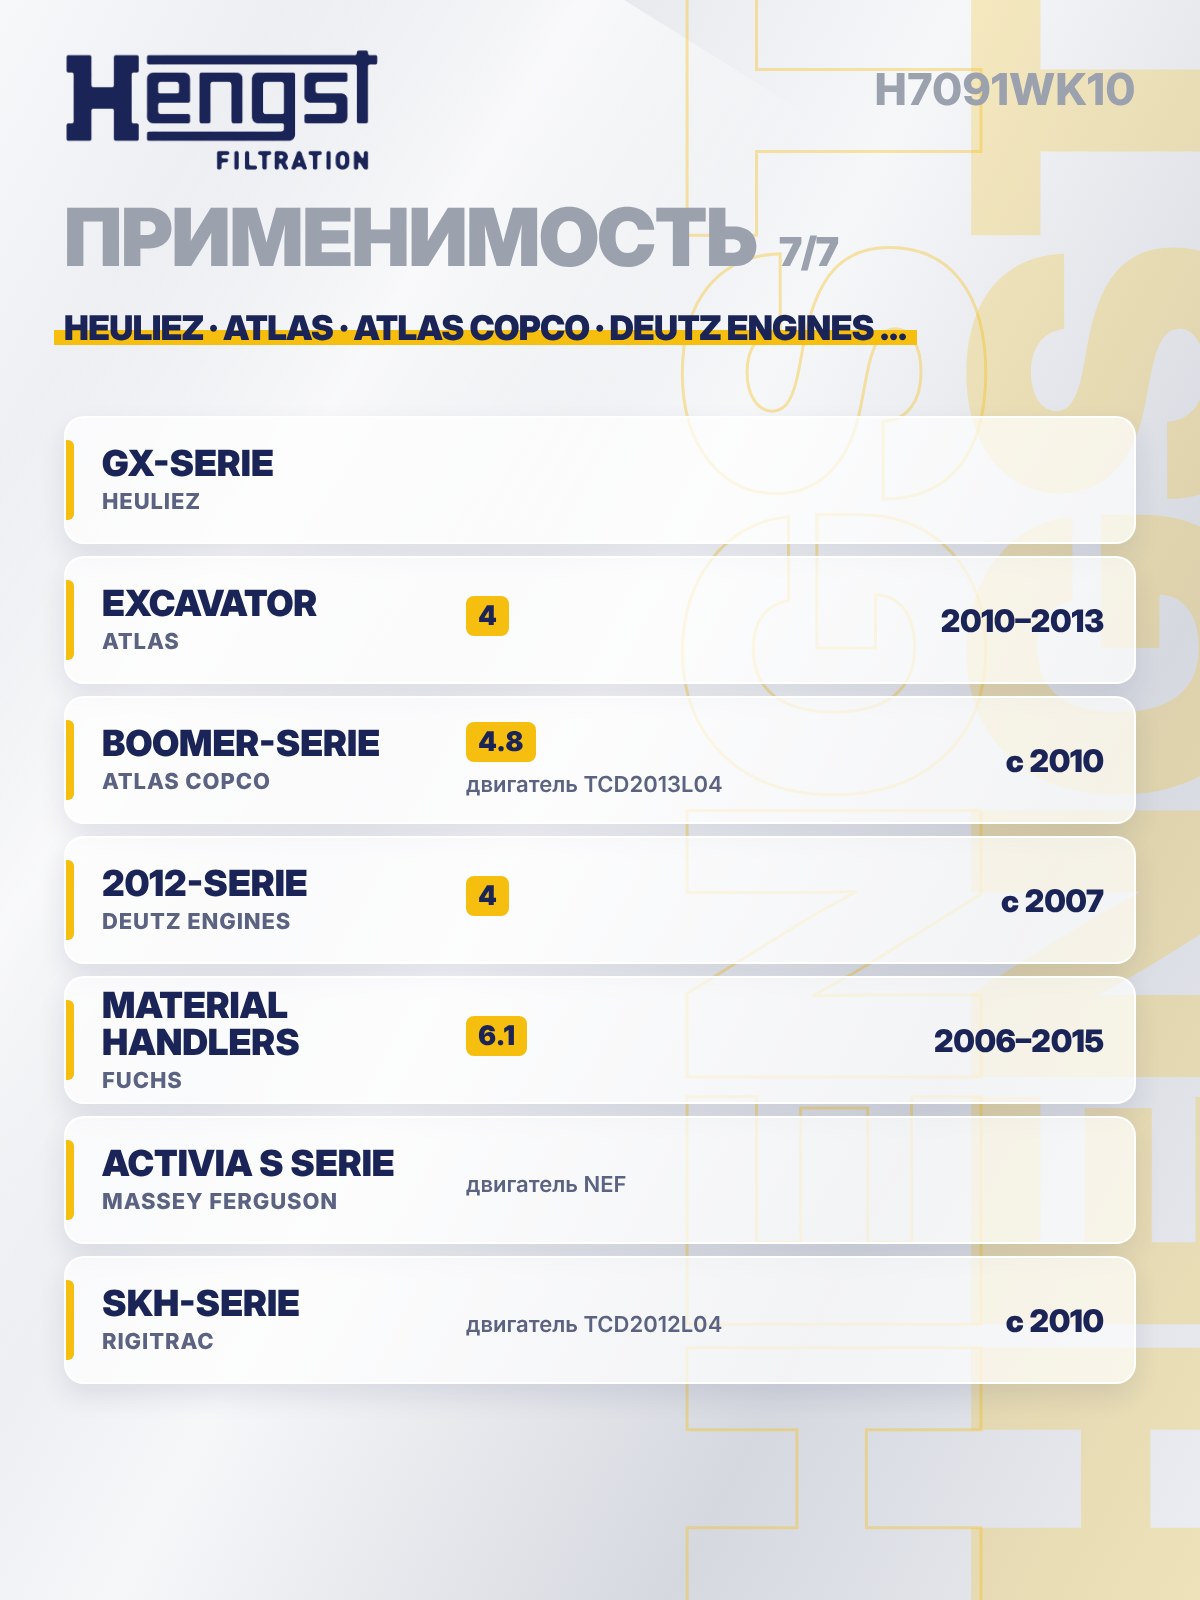 Hengst
FILTRATION
H7091WK10
ПРИМЕНИМОСТЬ 7/7
HEULIEZ · ATLAS · ATLAS COPCO · DEUTZ ENGINES ...
GX-SERIE
HEULIEZ
EXCAVATOR
ATLAS
4
2010–2013
BOOMER-SERIE
ATLAS COPCO
4.8
двигатель TCD2013L04
с 2010
2012-SERIE
DEUTZ ENGINES
4
с 2007
MATERIAL
HANDLERS
FUCHS
6.1
2006–2015
ACTIVIA S SERIE
MASSEY FERGUSON
двигатель NEF
SKH-SERIE
RIGITRAC
двигатель TCD2012L04
с 2010
HENGST
HENGST